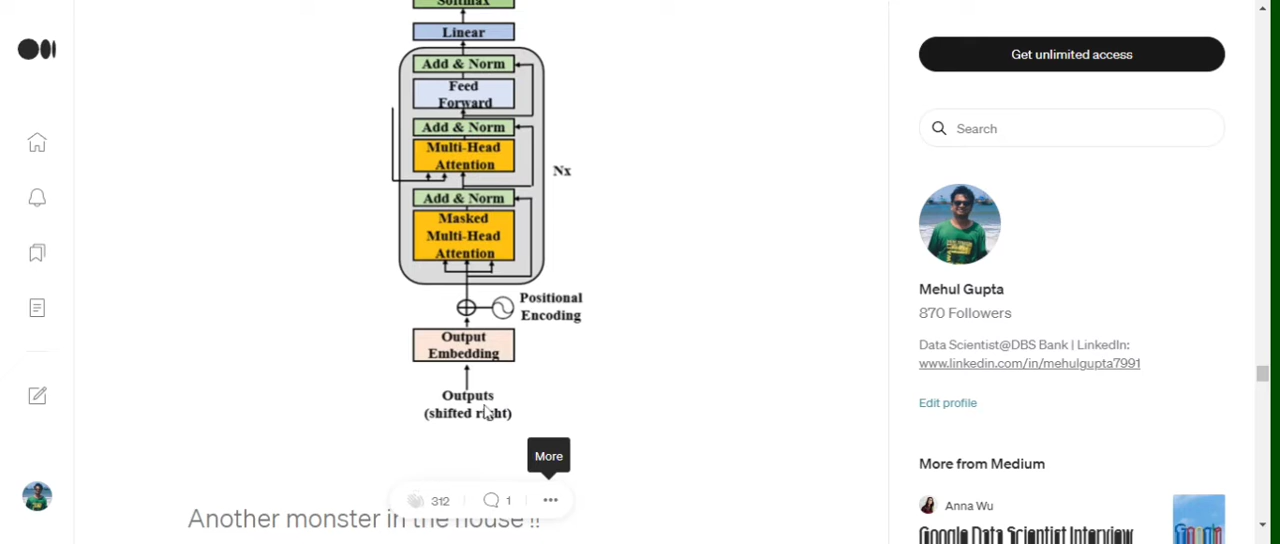 Softmax
Linear
Add & Norm
Feed
Forward
Add & Norm
Multi-Head
Attention
Nx
Add & Norm
Masked
Multi-Head
Attention
Positional
Encoding
Output
Embedding
Outputs
(shifted right)
More
312
1
Another monster in the house !!
Get unlimited access
Search
Mehul Gupta
870 Followers
Data Scientist@DBS Bank | LinkedIn:
www.linkedin.com/in/mehulgupta7991
Edit profile
More from Medium
Anna Wu
Google Data Scientist Interview
Google